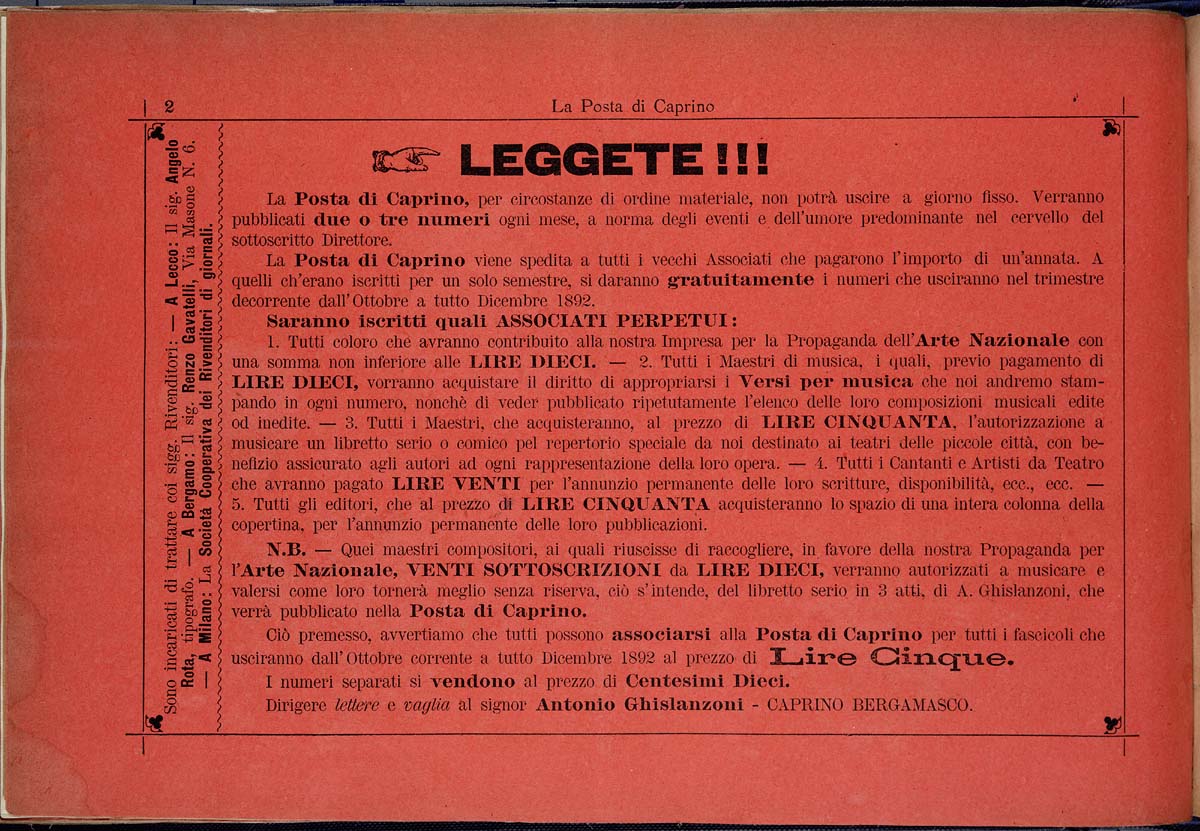 2
La Posta di Caprino
Sono incaricati di trattare coi sigg. Rivenditori; — A Lecco: Il sig. Angelo
Rota, tipografo. — A Bergamo: Il sig. Renzo Gavatelli, Via Masone N. 6.
— A Milano: La Società Cooperativa dei Rivenditori di giornali.
LEGGETE!!!
La Posta di Caprino, per circostanze di ordine materiale, non potrà uscire a giorno fisso. Verranno
pubblicati due o tre numeri ogni mese, a norma degli eventi e dell'umore predominante nel cervello del
sottoscritto Direttore.
La Posta di Caprino viene spedita a tutti i vecchi Associati che pagarono l'importo di un'annata. A
quelli ch'erano iscritti per un solo semestre, si daranno gratuitamente i numeri che usciranno nel trimestre
decorrente dall'Ottobre a tutto Dicembre 1892.
Saranno iscritti quali ASSOCIATI PERPETUI:
1. Tutti coloro che avranno contribuito alla nostra Impresa per la Propaganda dell'Arte Nazionale con
una somma non inferiore alle LIRE DIECI. — 2. Tutti i Maestri di musica, i quali, previo pagamento di
LIRE DIECI, vorranno acquistare il diritto di appropriarsi i Versi per musica che noi andremo stam-
pando in ogni numero, nonchè di veder pubblicato ripetutamente l'elenco delle loro composizioni musicali edite
od inedite. — 3. Tutti i Maestri, che acquisteranno, al prezzo di LIRE CINQUANTA, l'autorizzazione a
musicare un libretto serio o comico pel repertorio speciale da noi destinato ai teatri delle piccole città, con be-
nefizio assicurato agli autori ad ogni rappresentazione della loro opera. — 4. Tutti i Cantanti e Artisti da Teatro
che avranno pagato LIRE VENTI per l'annunzio permanente delle loro scritture, disponibilità, ecc., ecc. —
5. Tutti gli editori, che al prezzo di LIRE CINQUANTA acquisteranno lo spazio di una intera colonna della
copertina, per l'annunzio permanente delle loro pubblicazioni.
N.B. — Quei maestri compositori, ai quali riuscisse di raccogliere, in favore della nostra Propaganda per
l'Arte Nazionale, VENTI SOTTOSCRIZIONI da LIRE DIECI, verranno autorizzati a musicare e
valersi come loro tornerà meglio senza riserva, ciò s'intende, del libretto serio in 3 atti, di A. Ghislanzoni, che
verrà pubblicato nella Posta di Caprino.
Ciò premesso, avvertiamo che tutti possono associarsi alla Posta di Caprino per tutti i fascicoli che
usciranno dall'Ottobre corrente a tutto Dicembre 1892 al prezzo di Lire Cinque.
I numeri separati si vendono al prezzo di Centesimi Dieci.
Dirigere lettere e vaglia al signor Antonio Ghislanzoni - CAPRINO BERGAMASCO.